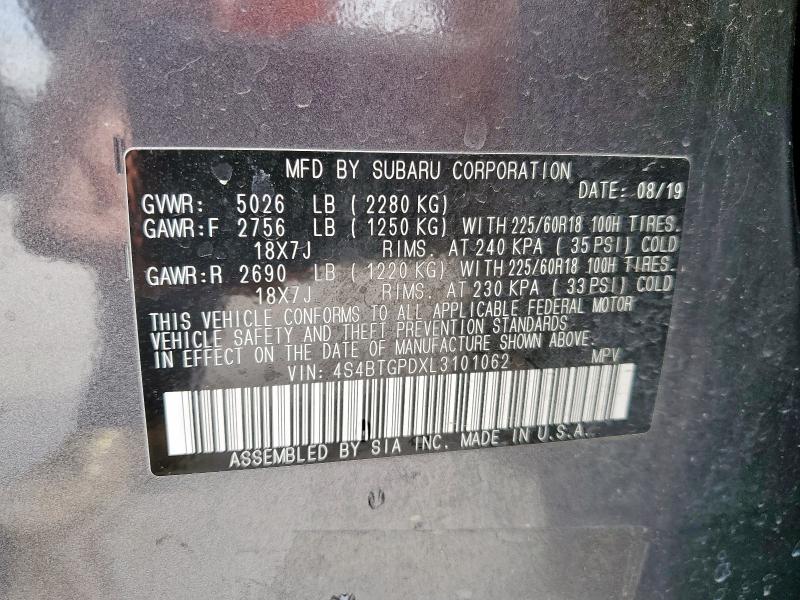 MFD BY SUBARU CORPORATION
DATE: 08/19
GVWR: 5026 LB ( 2280 KG)
GAWR:F 2756 LB ( 1250 KG) WITH 225/60R18 100H TIRES.
18X7J RIMS. AT 240 KPA ( 35 PSI) COLD
GAWR:R 2690 LB ( 1220 KG) WITH 225/60R18 100H TIRES.
18X7J RIMS. AT 230 KPA ( 33 PSI) COLD
THIS VEHICLE CONFORMS TO ALL APPLICABLE FEDERAL MOTOR
VEHICLE SAFETY AND THEFT PREVENTION STANDARDS
IN EFFECT ON THE DATE OF MANUFACTURE SHOWN ABOVE.
VIN: 4S4BTGPDXL3101062 MPV
ASSEMBLED BY SIA INC. MADE IN U.S.A.